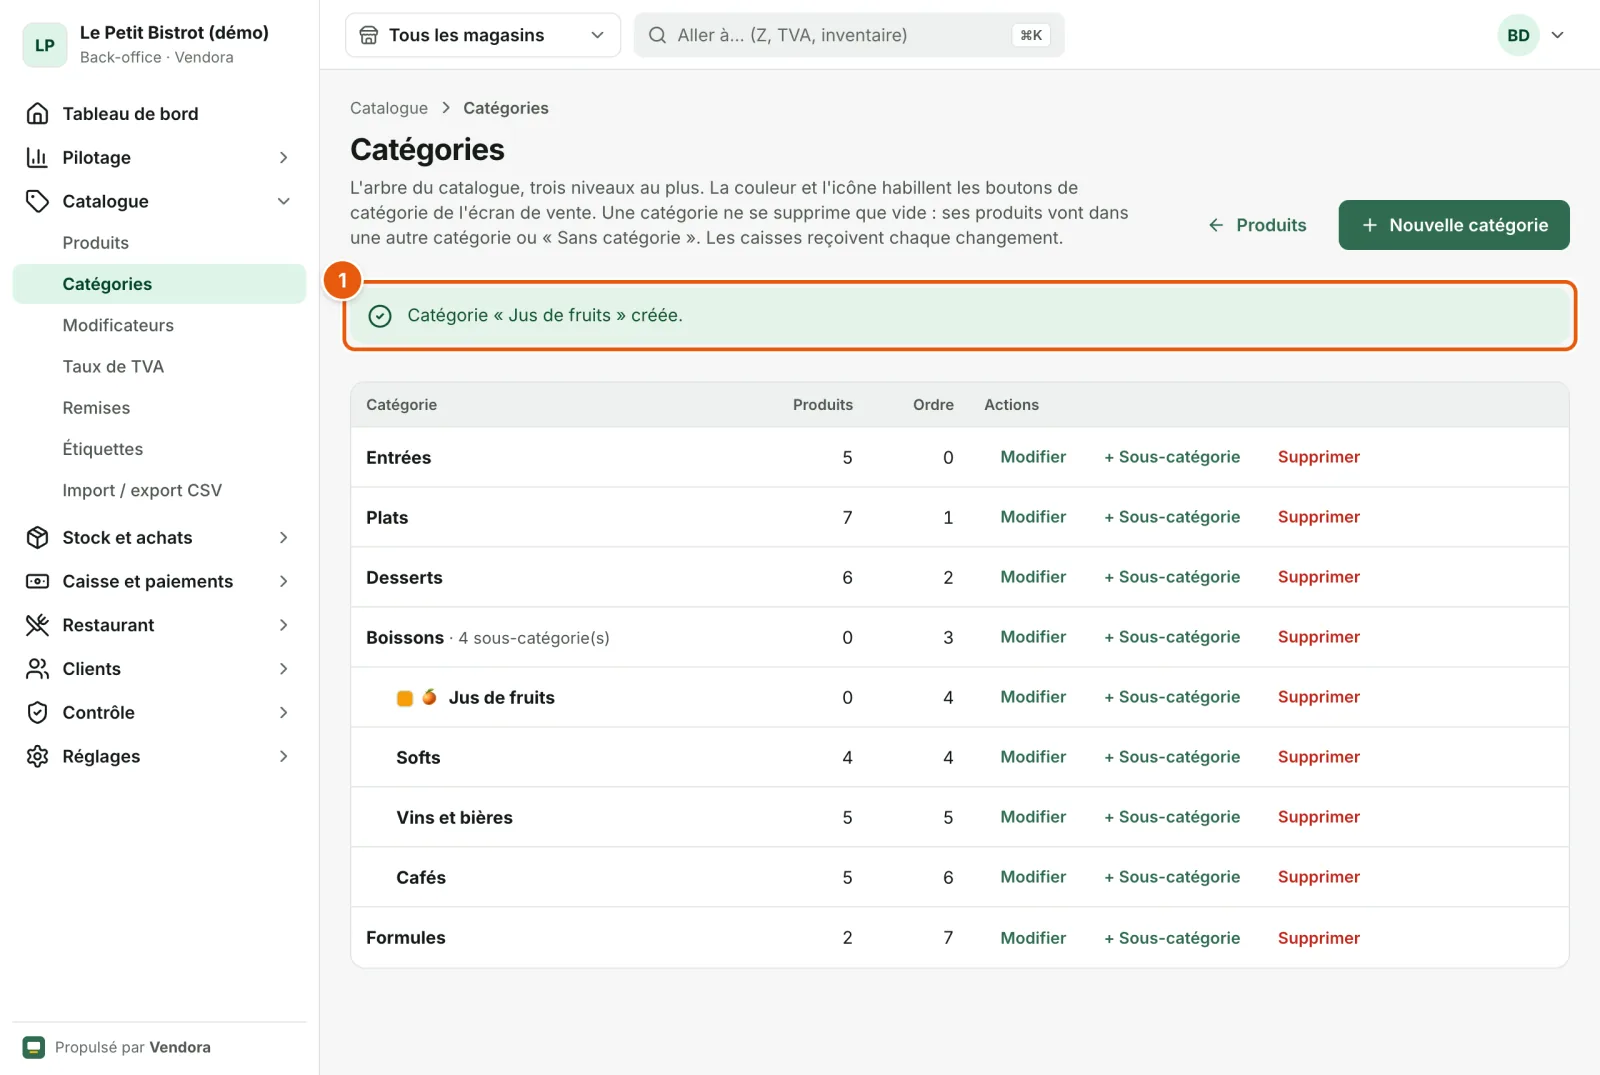 LP
Le Petit Bistrot (démo)
Back-office · Vendora
Tous les magasins
Aller à... (Z, TVA, inventaire)
⌘K
BD
Tableau de bord
Pilotage
Catalogue
Produits
Catégories
Modificateurs
Taux de TVA
Remises
Étiquettes
Import / export CSV
Stock et achats
Caisse et paiements
Restaurant
Clients
Contrôle
Réglages
Propulsé par Vendora
Catalogue > Catégories
Catégories
L'arbre du catalogue, trois niveaux au plus. La couleur et l'icône habillent les boutons de
catégorie de l'écran de vente. Une catégorie ne se supprime que vide : ses produits vont dans
une autre catégorie ou « Sans catégorie ». Les caisses reçoivent chaque changement.
← Produits
+ Nouvelle catégorie
1
Catégorie « Jus de fruits » créée.
Catégorie Produits Ordre Actions
Entrées 5 0 Modifier + Sous-catégorie Supprimer
Plats 7 1 Modifier + Sous-catégorie Supprimer
Desserts 6 2 Modifier + Sous-catégorie Supprimer
Boissons · 4 sous-catégorie(s) 0 3 Modifier + Sous-catégorie Supprimer
Jus de fruits 0 4 Modifier + Sous-catégorie Supprimer
Softs 4 4 Modifier + Sous-catégorie Supprimer
Vins et bières 5 5 Modifier + Sous-catégorie Supprimer
Cafés 5 6 Modifier + Sous-catégorie Supprimer
Formules 2 7 Modifier + Sous-catégorie Supprimer